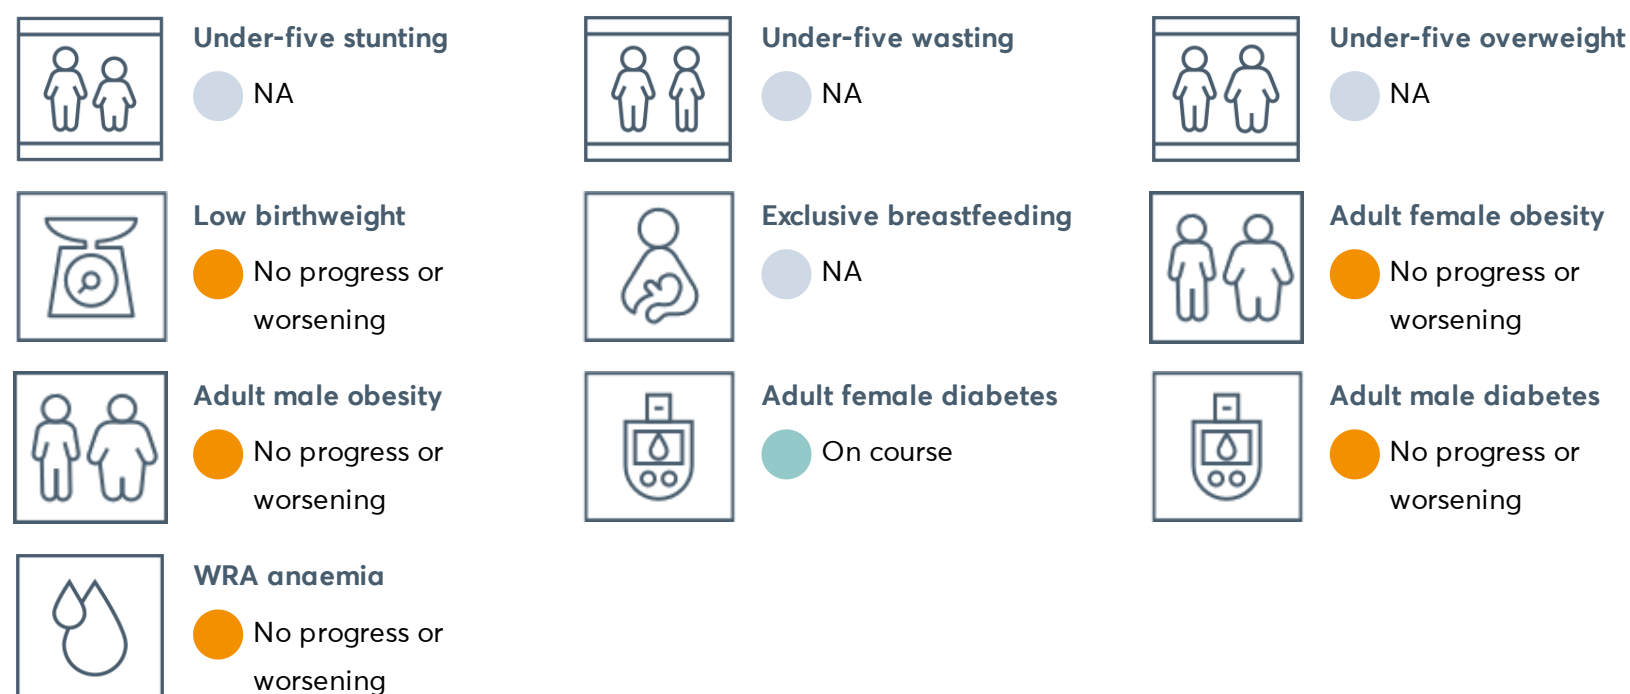 Under-five stunting
NA
Under-five wasting
NA
Under-five overweight
NA
Low birthweight
No progress or
worsening
Exclusive breastfeeding
NA
Adult female obesity
No progress or
worsening
Adult male obesity
No progress or
worsening
Adult female diabetes
On course
Adult male diabetes
No progress or
worsening
WRA anaemia
No progress or
worsening